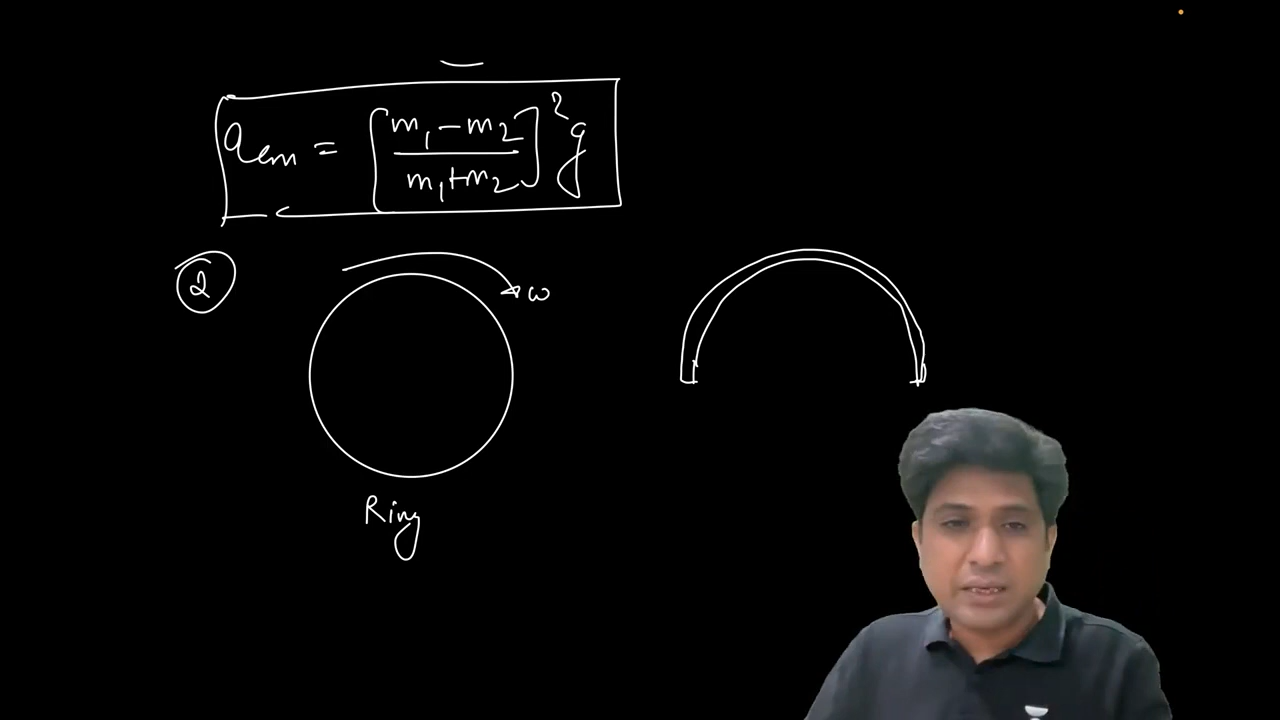 a_cm = [m₁ - m₂ / m₁ + m₂]² g
② ω
Ring